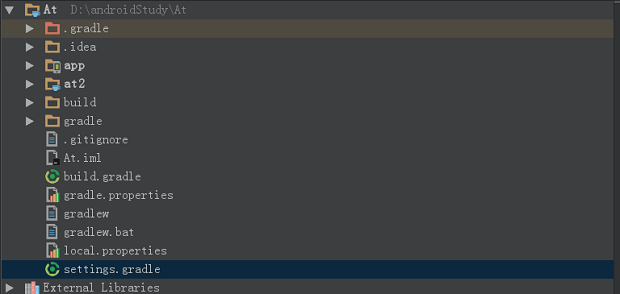 At D:\androidStudy\At
.gradle
.idea
app
at2
build
gradle
.gitignore
At.iml
build.gradle
gradle.properties
gradlew
gradlew.bat
local.properties
settings.gradle
External Libraries